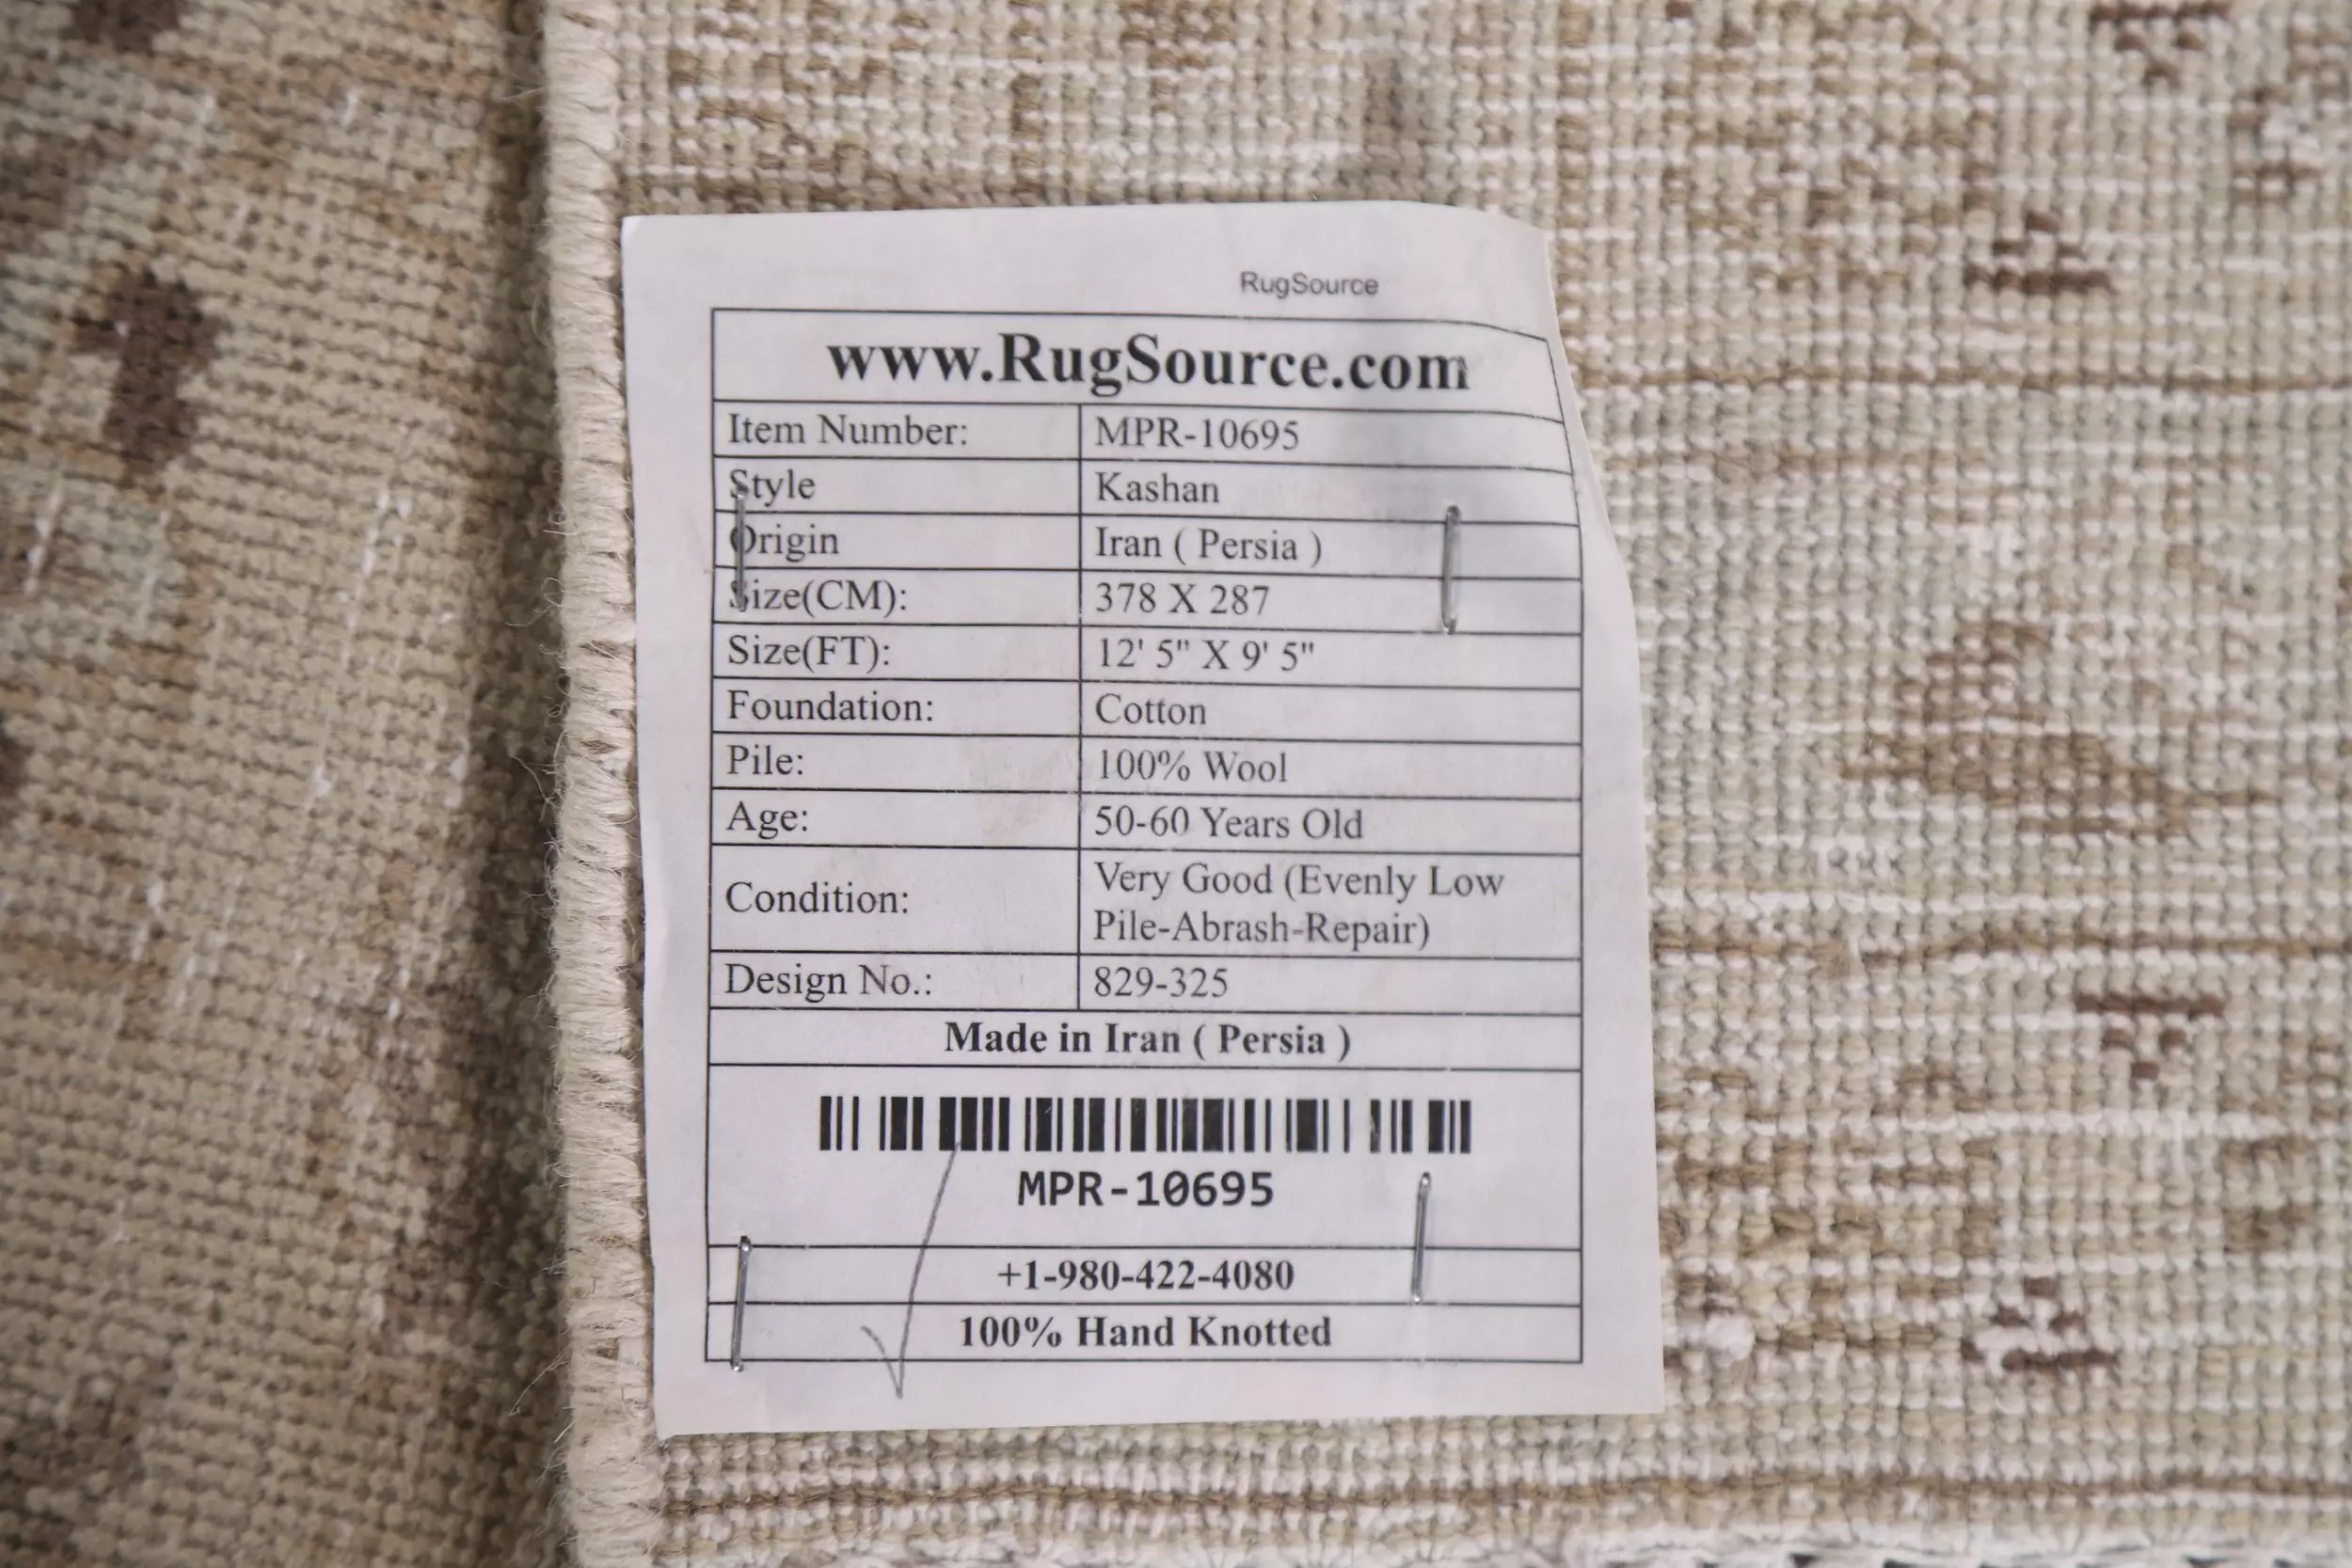 RugSource
www.RugSource.com
Item Number: MPR-10695
Style Kashan
Origin Iran ( Persia )
Size(CM): 378 X 287
Size(FT): 12' 5" X 9' 5"
Foundation: Cotton
Pile: 100% Wool
Age: 50-60 Years Old
Condition: Very Good (Evenly Low
Pile-Abrash-Repair)
Design No.: 829-325
Made in Iran ( Persia )
MPR-10695
+1-980-422-4080
100% Hand Knotted